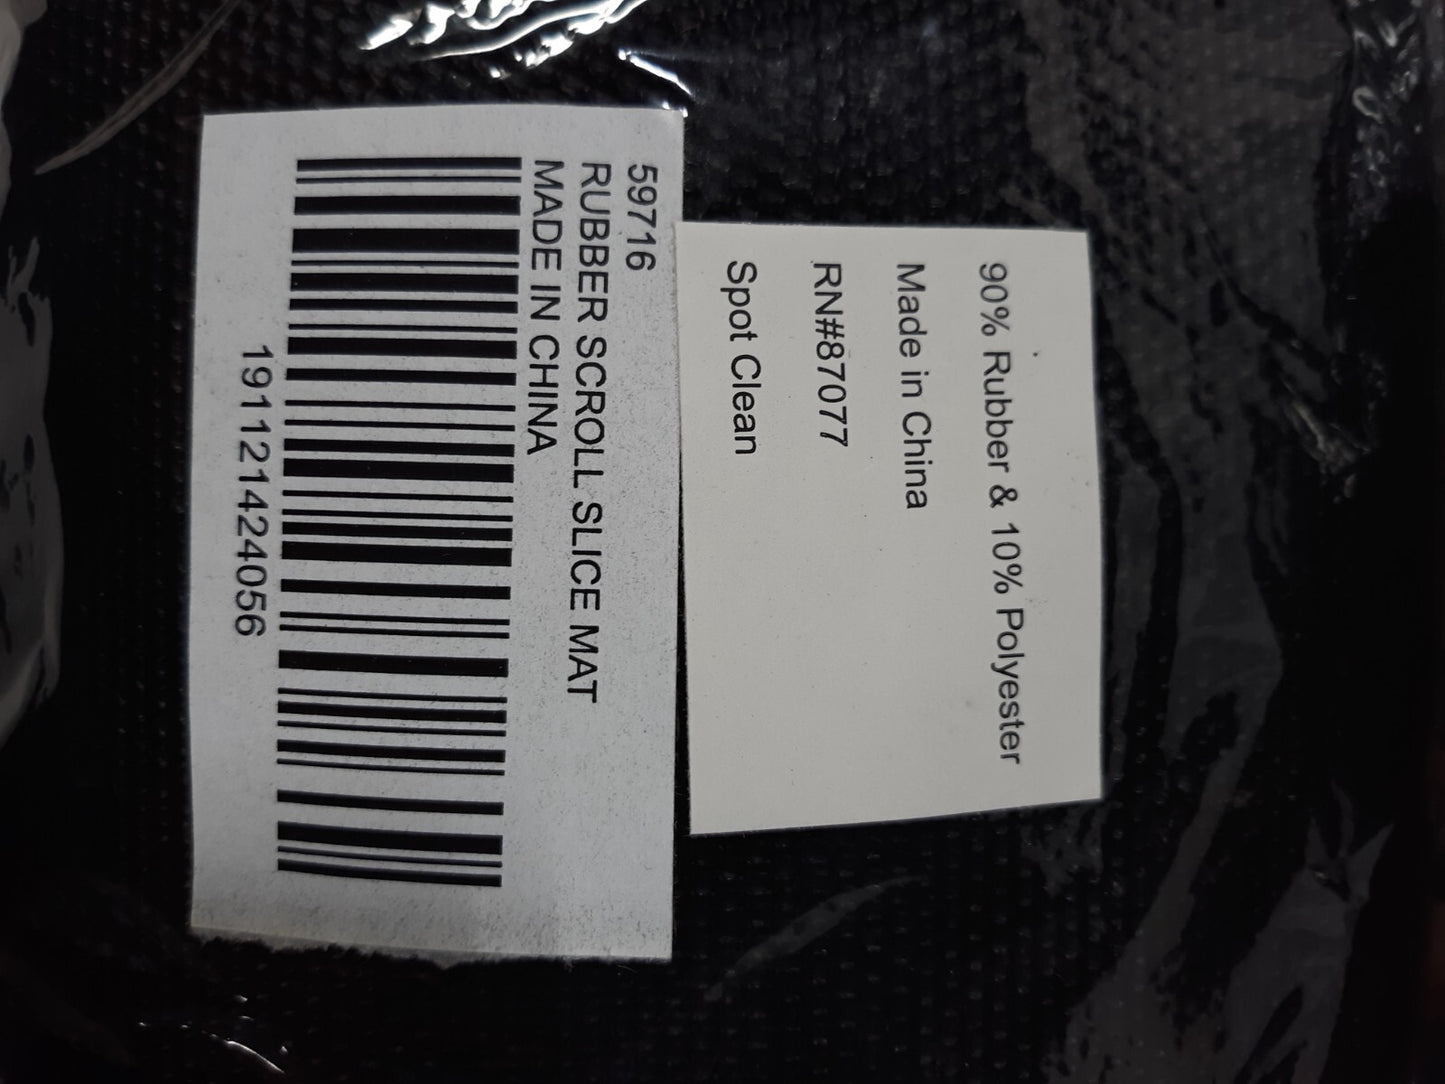 90% Rubber & 10% Polyester
Made in China
RN#87077
Spot Clean
59716
RUBBER SCROLL SLICE MAT
MADE IN CHINA
191121424056